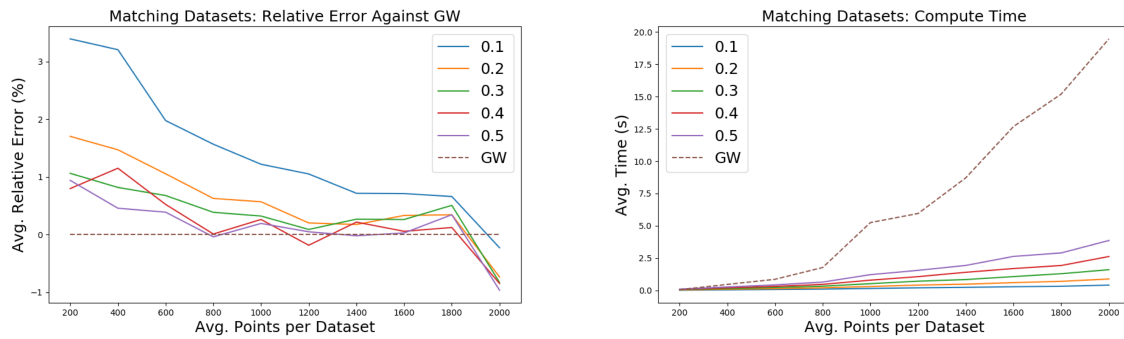 Matching Datasets: Relative Error Against GW
Avg. Relative Error (%)
3
2
1
0
−1
0.1
0.2
0.3
0.4
0.5
GW
200 400 600 800 1000 1200 1400 1600 1800 2000
Avg. Points per Dataset
Matching Datasets: Compute Time
Avg. Time (s)
20.0
17.5
15.0
12.5
10.0
7.5
5.0
2.5
0.0
0.1
0.2
0.3
0.4
0.5
GW
200 400 600 800 1000 1200 1400 1600 1800 2000
Avg. Points per Dataset